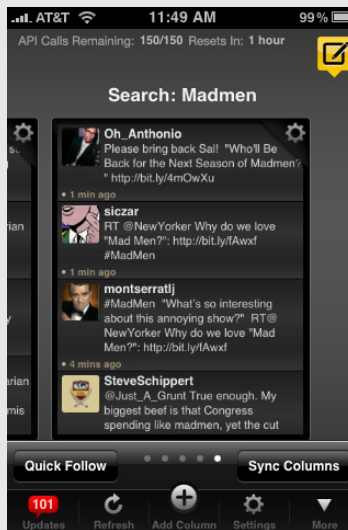 AT&T 11:49 AM 99%
API Calls Remaining: 150/150 Resets In: 1 hour
Search: Madmen
Oh_Anthonio
Please bring back Sal! "Who'll Be
Back for the Next Season of Madmen?
" http://bit.ly/4mOwXu
• 1 min ago
siczar
RT @NewYorker Why do we love
"Mad Men?": http://bit.ly/fAwxf
#MadMen
• 1 min ago
montserratlj
#MadMen "What's so interesting
about this annoying show?" RT@
NewYorker Why do we love "Mad
Men?": http://bit.ly/fAwxf
• 4 mins ago
SteveSchippert
@Just_A_Grunt True enough. My
biggest beef is that Congress
spending like madmen, yet the cut
rian
arian
mis
Quick Follow Sync Columns
101
Updates Refresh Add Column Settings More